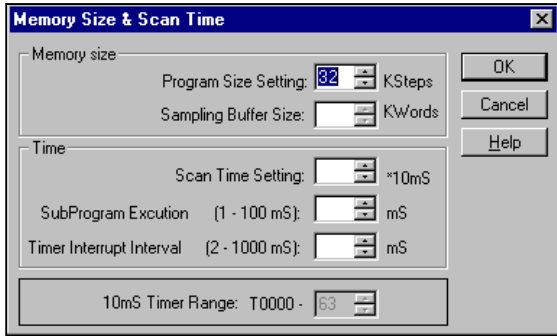 Memory Size & Scan Time
Memory size
Program Size Setting: 32 KSteps
Sampling Buffer Size: KWords
Time
Scan Time Setting: *10mS
SubProgram Excution (1 - 100 mS): mS
Timer Interrupt Interval (2 - 1000 mS): mS
10mS Timer Range: T0000 - 63
OK
Cancel
Help